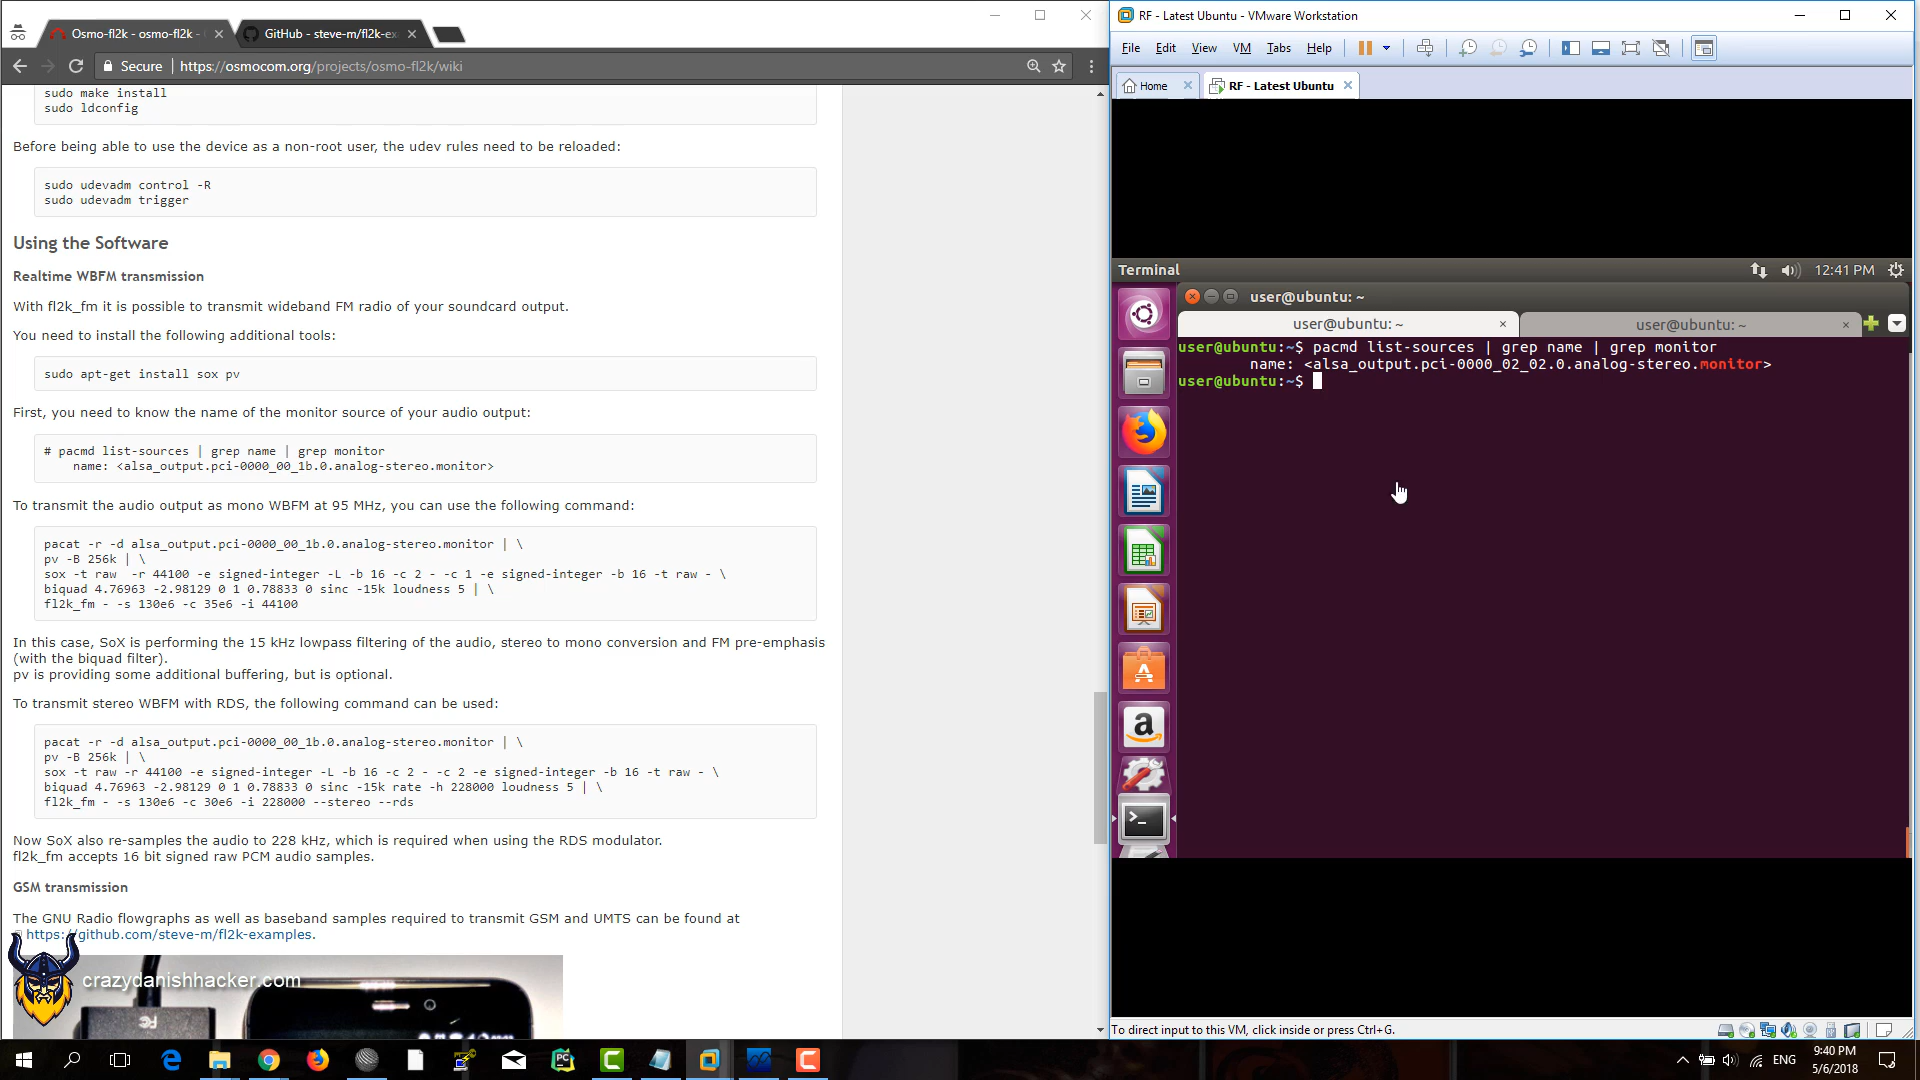 Osmo-fl2k - osmo-fl2k -
GitHub - steve-m/fl2k-ex
Secure
https://osmocom.org/projects/osmo-fl2k/wiki
sudo make install
sudo ldconfig
Before being able to use the device as a non-root user, the udev rules need to be reloaded:
sudo udevadm control -R
sudo udevadm trigger
Using the Software
Realtime WBFM transmission
With fl2k_fm it is possible to transmit wideband FM radio of your soundcard output.
You need to install the following additional tools:
sudo apt-get install sox pv
First, you need to know the name of the monitor source of your audio output:
# pacmd list-sources | grep name | grep monitor
name: <alsa_output.pci-0000_00_1b.0.analog-stereo.monitor>
To transmit the audio output as mono WBFM at 95 MHz, you can use the following command:
pacat -r -d alsa_output.pci-0000_00_1b.0.analog-stereo.monitor | \
pv -B 256k | \
sox -t raw  -r 44100 -e signed-integer -L -b 16 -c 2 - -c 1 -e signed-integer -b 16 -t raw - \
biquad 4.76963 -2.98129 0 1 0.78833 0 sinc -15k loudness 5 | \
fl2k_fm - -s 130e6 -c 35e6 -i 44100
In this case, SoX is performing the 15 kHz lowpass filtering of the audio, stereo to mono conversion and FM pre-emphasis
(with the biquad filter).
pv is providing some additional buffering, but is optional.
To transmit stereo WBFM with RDS, the following command can be used:
pacat -r -d alsa_output.pci-0000_00_1b.0.analog-stereo.monitor | \
pv -B 256k | \
sox -t raw -r 44100 -e signed-integer -L -b 16 -c 2 - -c 2 -e signed-integer -b 16 -t raw - \
biquad 4.76963 -2.98129 0 1 0.78833 0 sinc -15k rate -h 228000 loudness 5 | \
fl2k_fm - -s 130e6 -c 30e6 -i 228000 --stereo --rds
Now SoX also re-samples the audio to 228 kHz, which is required when using the RDS modulator.
fl2k_fm accepts 16 bit signed raw PCM audio samples.
GSM transmission
The GNU Radio flowgraphs as well as baseband samples required to transmit GSM and UMTS can be found at
https://github.com/steve-m/fl2k-examples.
crazydanishhacker.com
RF - Latest Ubuntu - VMware Workstation
File Edit View VM Tabs Help
Home
RF - Latest Ubuntu
Terminal
12:41 PM
user@ubuntu: ~
user@ubuntu: ~
user@ubuntu: ~
user@ubuntu:~$ pacmd list-sources | grep name | grep monitor
name: <alsa_output.pci-0000_02_02.0.analog-stereo.monitor>
user@ubuntu:~$
To direct input to this VM, click inside or press Ctrl+G.
ENG
9:40 PM
5/6/2018